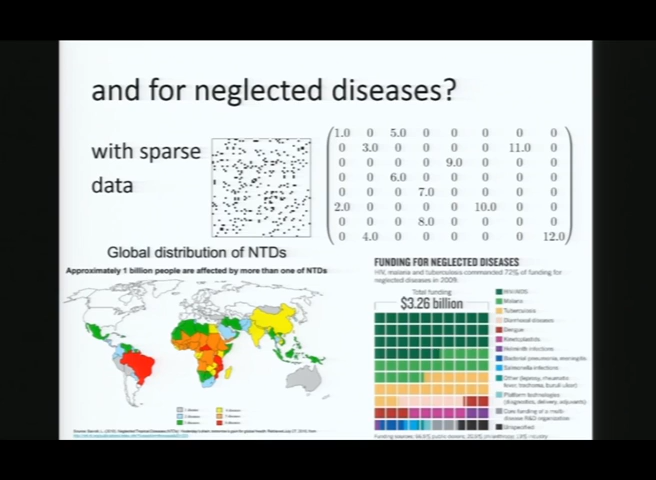 and for neglected diseases?
with sparse
data
1.0 0 5.0 0 0 0 0 0
0 3.0 0 0 0 0 11.0 0
0 0 0 0 9.0 0 0 0
0 0 6.0 0 0 0 0 0
0 0 0 7.0 0 0 0 0
2.0 0 0 0 0 10.0 0 0
0 0 0 8.0 0 0 0 0
0 4.0 0 0 0 0 0 12.0
Global distribution of NTDs
Approximately 1 billion people are affected by more than one of NTDs
FUNDING FOR NEGLECTED DISEASES
HIV, malaria and tuberculosis commanded 72% of funding for
neglected diseases in 2009.
Total funding
$3.26 billion
HIV/AIDS
Malaria
Tuberculosis
Diarrhoeal diseases
Dengue
Kinetoplastids
Helminth infections
Bacterial pneumonia, meningitis
Salmonella infections
Other (leprosy, rheumatic
fever, trachoma, buruli ulcer)
Platform technologies
(diagnostics, delivery, adjuvants)
Core funding of a multi-
disease R&D organization
Unspecified